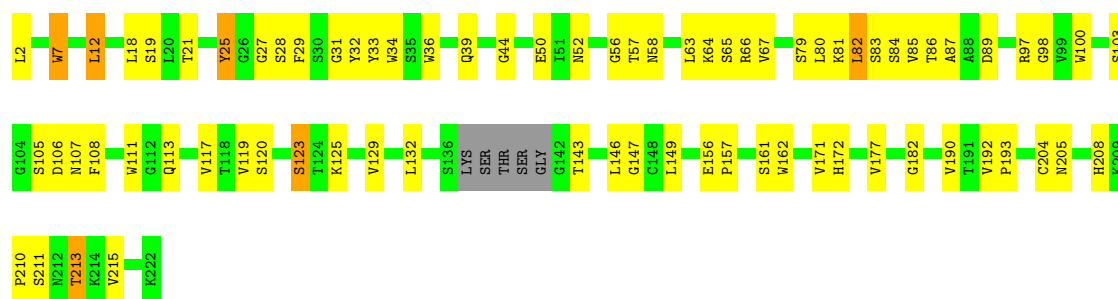 L2 W7 L12 L18 S19 L20 T21 Y25 G26 G27 S28 F29 S30 G31 Y32 Y33 W34 S35 W36 Q39 G44 E50 I51 N52 G56 T57 N58 L63 K64 S65 R66 V67 S79 L80 K81 L82 S83 S84 V85 T86 A87 A88 D89 R97 G98 V99 W100 S103
G104 S105 D106 N107 F108 W111 G112 Q113 V117 T118 V119 S120 S123 T124 K125 V129 L132 S136 LYS SER THR SER GLY G142 T143 L146 G147 C148 L149 E156 P157 S161 W162 V171 H172 V177 G182 V190 T191 V192 P193 C204 N205 H208 K209
P210 S211 N212 T213 K214 V215 K222